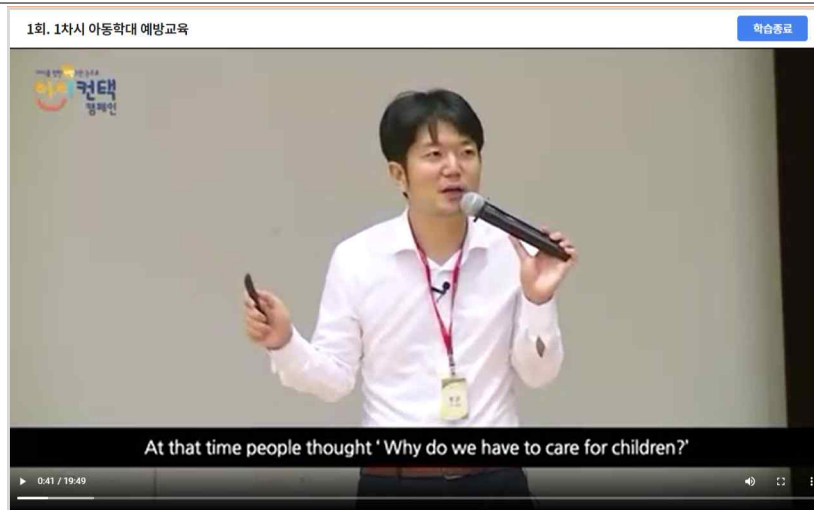 1회. 1차시 아동학대 예방교육
학습종료
아이컨택
캠페인
At that time people thought ‘ Why do we have to care for children?’
0:41 / 19:49